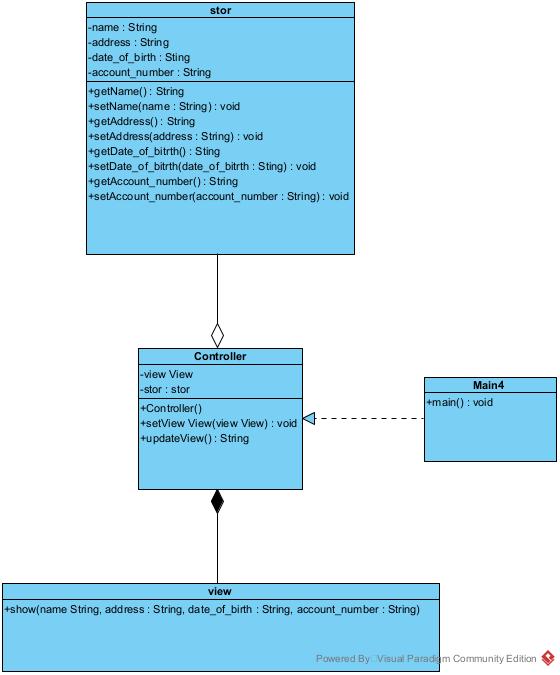 stor
-name : String
-address : String
-date_of_birth : Sting
-account_number : String
+getName() : String
+setName(name : String) : void
+getAddress() : String
+setAddress(address : String) : void
+getDate_of_bitrth() : Sting
+setDate_of_bitrth(date_of_bitrth : Sting) : void
+getAccount_number() : String
+setAccount_number(account_number : String) : void
Controller
-view View
-stor : stor
+Controller()
+setView View(view View) : void
+updateView() : String
Main4
+main() : void
view
+show(name String, address : String, date_of_birth : String, account_number : String)
Powered By Visual Paradigm Community Edition